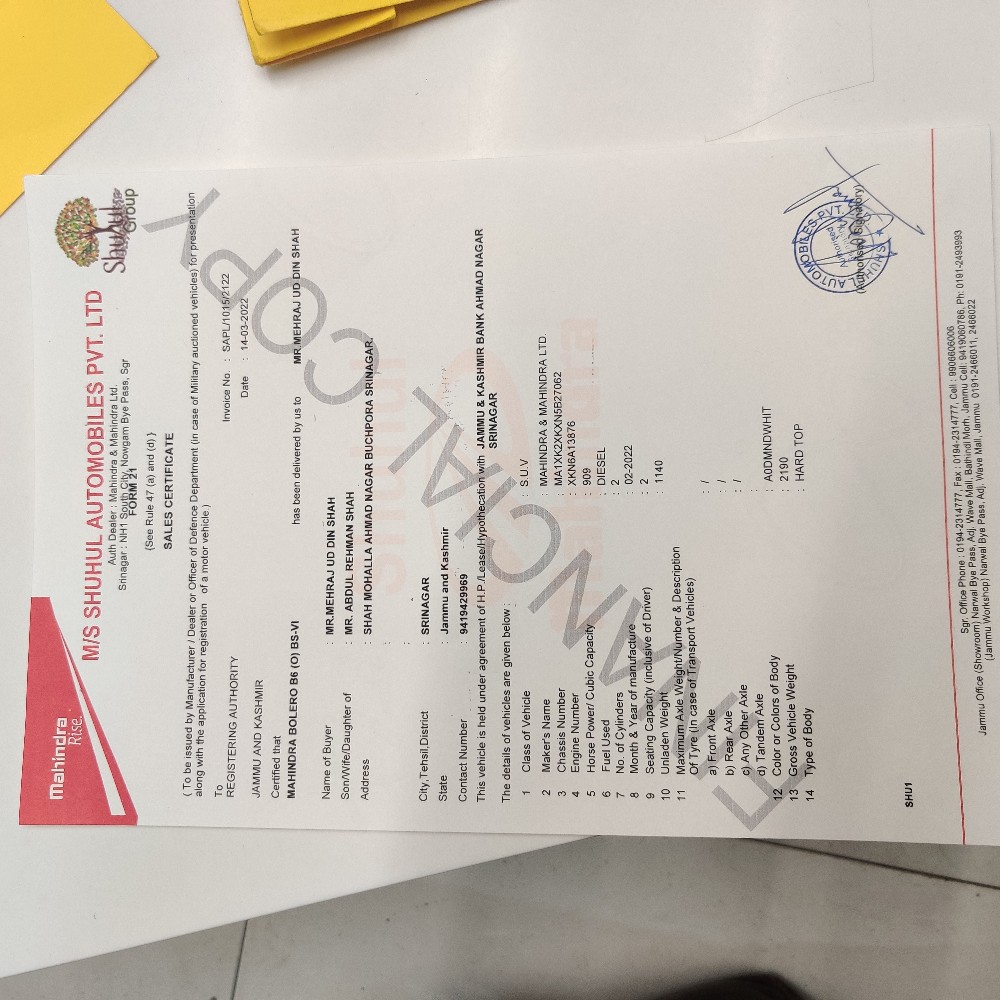 mahindra
Rise.
M/S SHUHUL AUTOMOBILES PVT. LTD
Shuhul
Group
Auth Dealer : Mahindra & Mahindra Ltd.
Srinagar : NH1 South City, Nowgam Bye Pass, Sgr
FORM 21
{See Rule 47 (a) and (d) }
SALES CERTIFICATE
( To be issued by Manufacturer / Dealer or Officer of Defence Department (in case of Military auctioned vehicles) for presentation
along with the application for registration of a motor vehicle )
To
Invoice No. : SAPL/1015/2122
REGISTERING AUTHORITY
Date : 14-03-2022
JAMMU AND KASHMIR
Certified that
MAHINDRA BOLERO B6 (O) BS-VI has been delivered by us to MR.MEHRAJ UD DIN SHAH
Name of Buyer : MR.MEHRAJ UD DIN SHAH
Son/Wife/Daughter of : MR. ABDUL REHMAN SHAH
Address : SHAH MOHALLA AHMAD NAGAR BUCHPORA SRINAGAR.
:
:
City,Tehsil,District : SRINAGAR
State : Jammu and Kashmir
Contact Number : 9419429969
This vehicle is held under agreement of H.P./Lease/Hypothecation with JAMMU & KASHMIR BANK AHMAD NAGAR
SRINAGAR
The details of vehicles are given below :
1 Class of Vehicle : S.U.V
2 Maker's Name : MAHINDRA & MAHINDRA LTD.
3 Chassis Number : MA1XK2XKXN5B27062
4 Engine Number : XKN6A13876
5 Horse Power/ Cubic Capacity : 909
6 Fuel Used : DIESEL
7 No. of Cylinders : 2
8 Month & Year of manufacture : 02-2022
9 Seating Capacity (inclusive of Driver) : 2
10 Unladen Weight : 1140
11 Maximum Axle Weight/Number & Description
Of Tyre (in case of Transport Vehicles)
a) Front Axle : /
b) Rear Axle : /
c) Any Other Axle : /
d) Tandem Axle
12 Color or Colors of Body : A0DMNDWHIT
13 Gross Vehicle Weight : 2190
14 Type of Body : HARD TOP
FINANCIAL COPY
SHUHUL AUTOMOBILES PVT. LTD
Authorised
(Authorised Signatory)
SHU1
Sgr. Office Phone : 0194-2314777, Fax : 0194-2314777, Cell : 9906606006
Jammu Office (Showroom) Narwal Bye Pass, Adj. Wave Mall, Bathindi Morh, Jammu Cell: 9419060786, Ph: 0191-2493993
(Jammu Workshop) Narwal Bye Pass, Adj. Wave Mall, Jammu 0191-2466011, 2466022